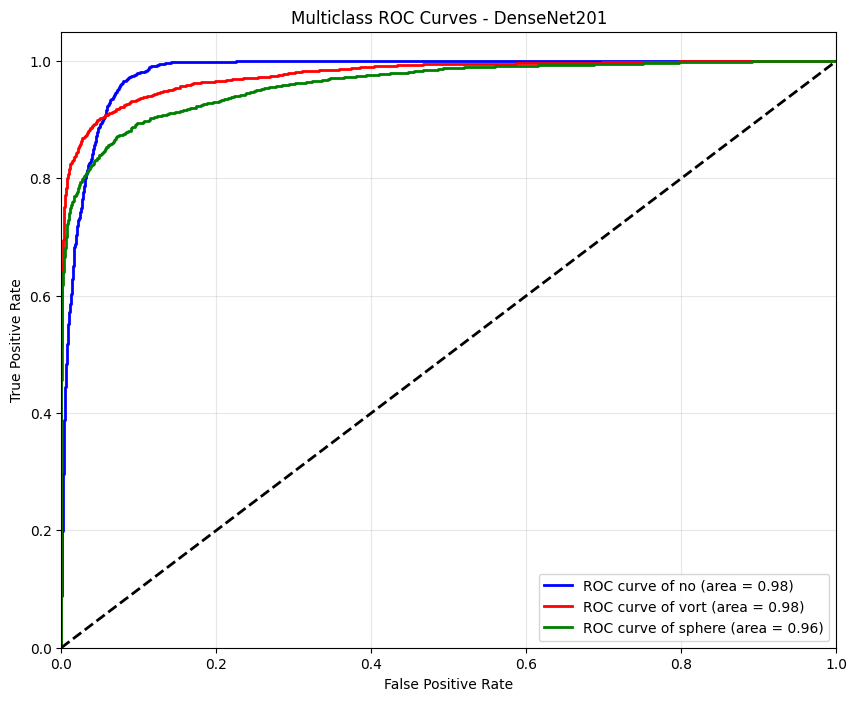 Multiclass ROC Curves - DenseNet201
True Positive Rate
1.0
0.8
0.6
0.4
0.2
0.0
ROC curve of no (area = 0.98)
ROC curve of vort (area = 0.98)
ROC curve of sphere (area = 0.96)
0.0 0.2 0.4 0.6 0.8 1.0
False Positive Rate